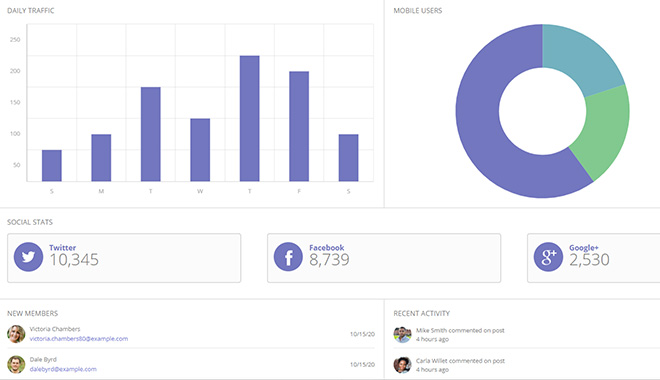 DAILY TRAFFIC
250
200
150
100
50
S M T W T F S
MOBILE USERS
SOCIAL STATS
Twitter
10,345
Facebook
8,739
Google+
2,530
NEW MEMBERS
Victoria Chambers
victoria.chambers80@example.com
10/15/20
Dale Byrd
dalebyrd@example.com
10/15/20
RECENT ACTIVITY
Mike Smith commented on post
4 hours ago
Carla Willet commented on post
4 hours ago